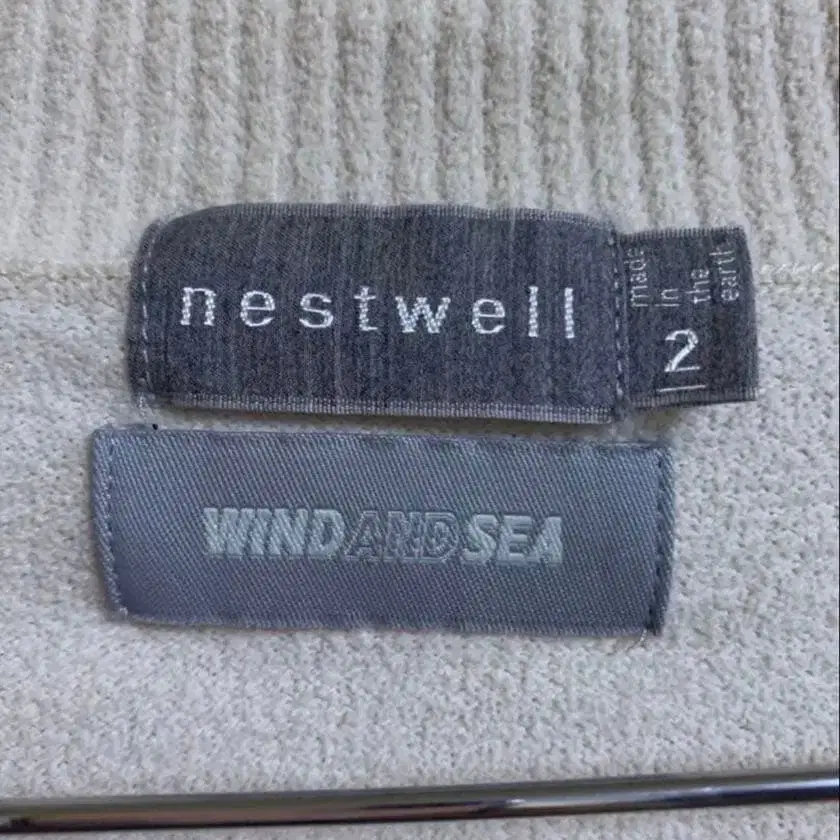 nestwell
made
in
the
earth
2
WINDANDSEA